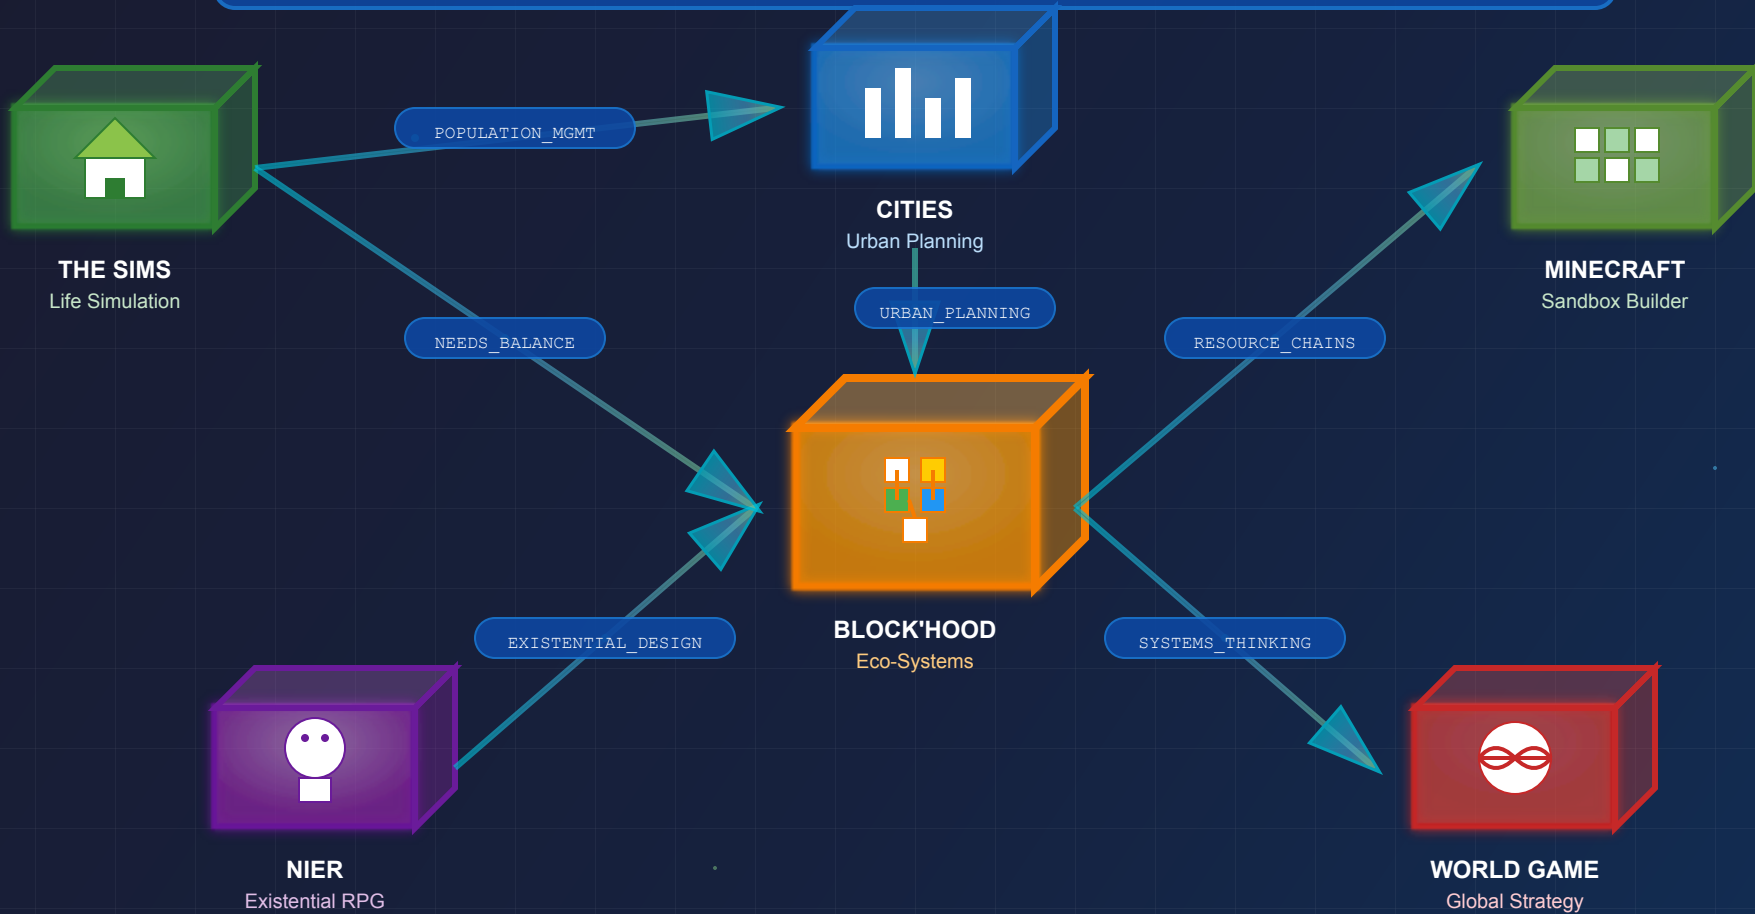 POPULATION_MGMT
CITIES
Urban Planning
THE SIMS
Life Simulation
MINECRAFT
Sandbox Builder
URBAN_PLANNING
NEEDS_BALANCE
RESOURCE_CHAINS
BLOCK'HOOD
Eco-Systems
EXISTENTIAL_DESIGN
SYSTEMS_THINKING
NIER
Existential RPG
WORLD GAME
Global Strategy